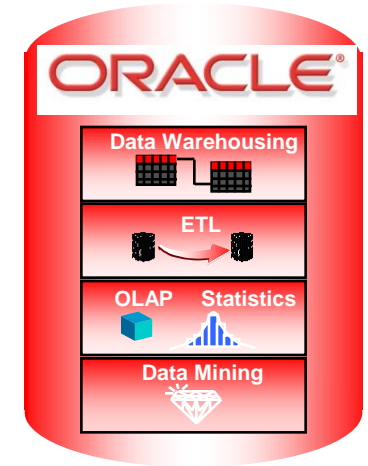 ORACLE®
Data Warehousing
ETL
OLAP Statistics
Data Mining